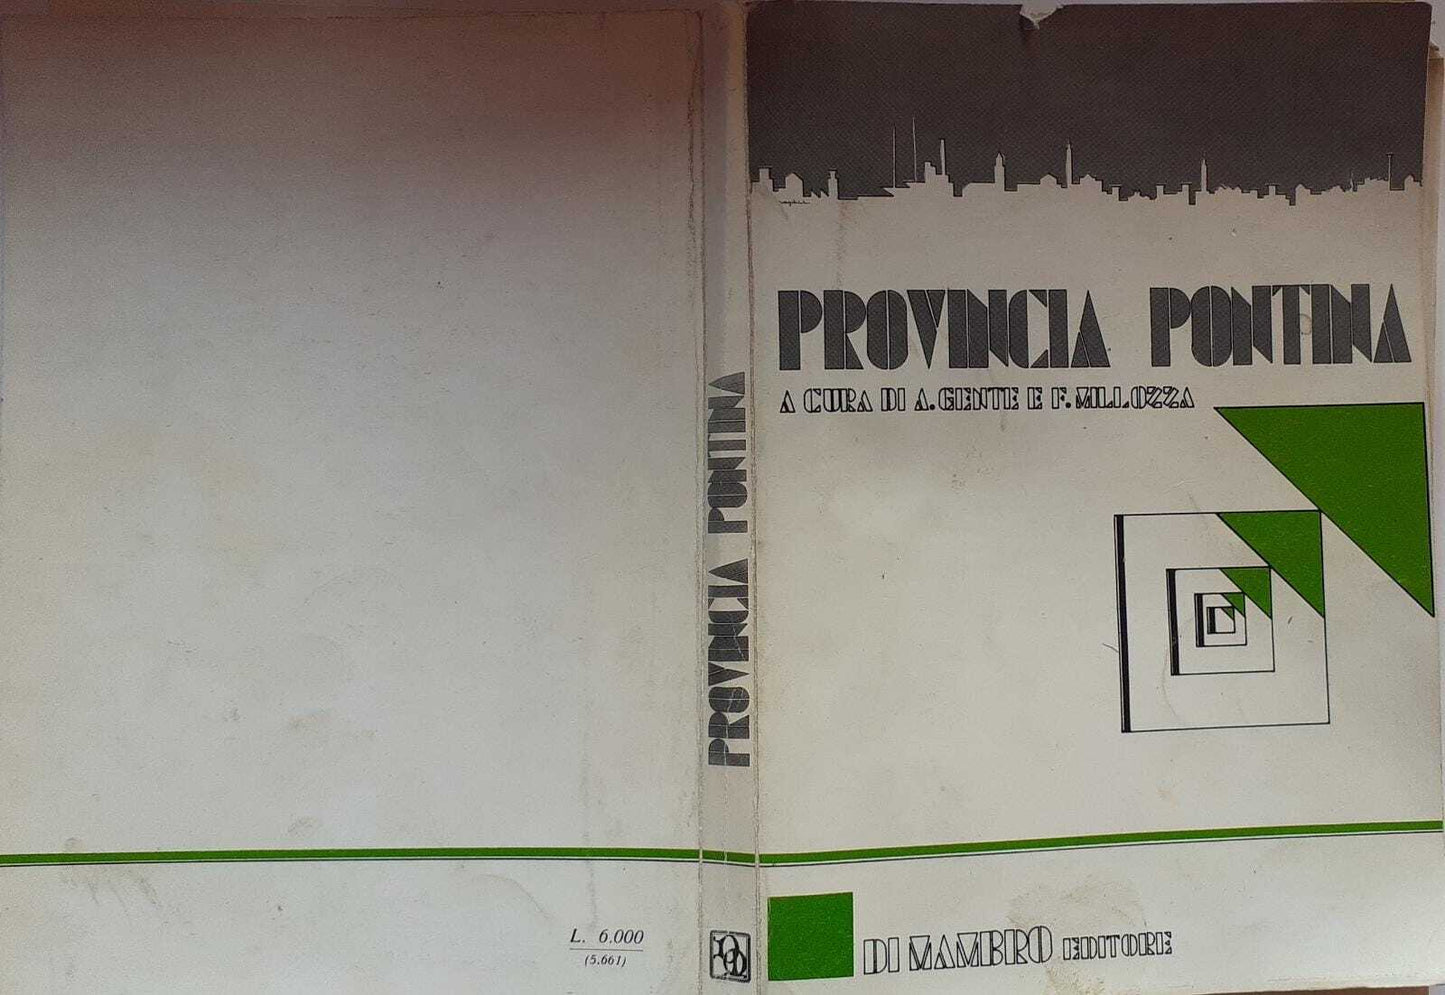 PROVINCIA PONTINA
A CURA DI A. GENTE E F. MILLOZZA
DI MAMBRO EDITORE
PROVINCIA PONTINA
L. 6.000
(5.661)